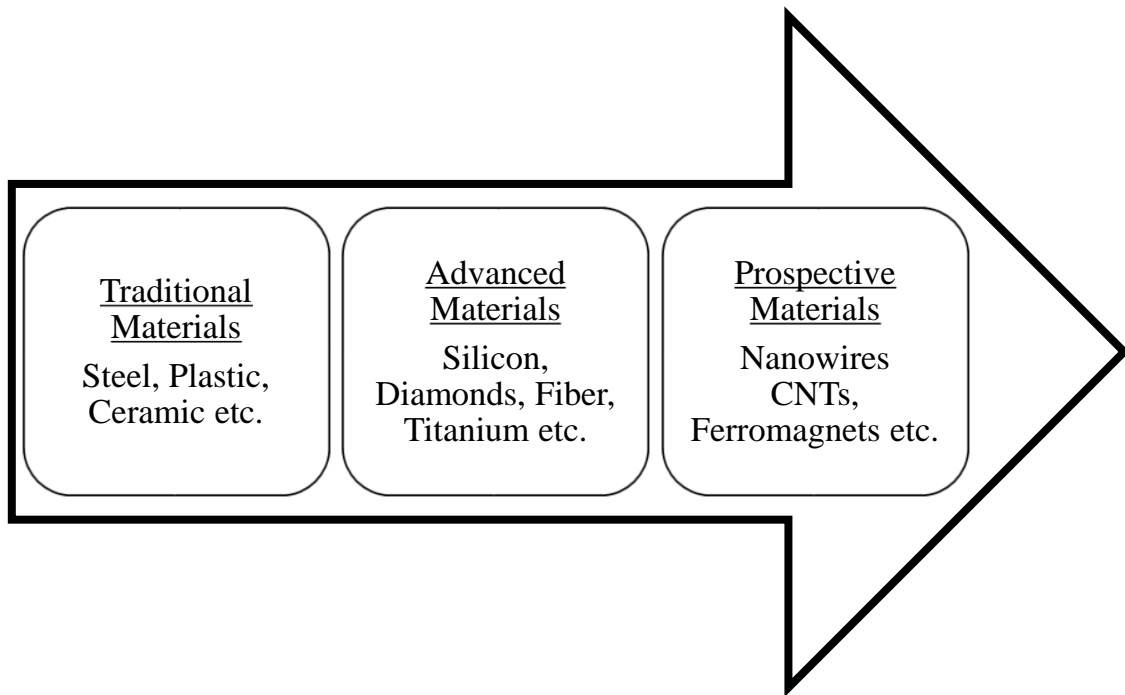 Traditional
Materials
Steel, Plastic,
Ceramic etc.
Advanced
Materials
Silicon,
Diamonds, Fiber,
Titanium etc.
Prospective
Materials
Nanowires
CNTs,
Ferromagnets etc.